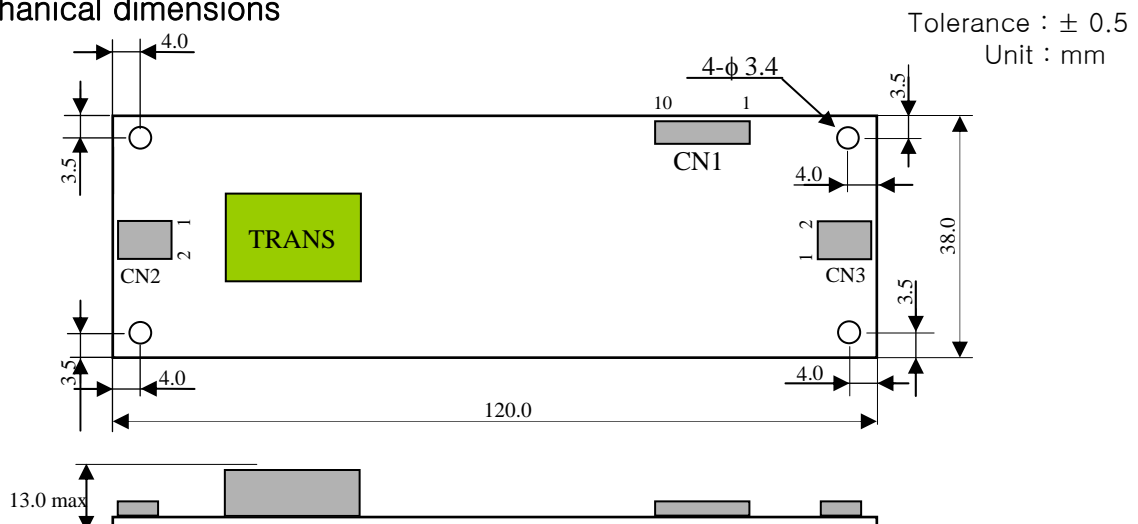 hanical dimensions
Tolerance : ± 0.5
Unit : mm
4.0
4-ϕ 3.4
3.5
10 1
3.5
CN1
4.0
1
2
TRANS
2
1
38.0
CN2
CN3
3.5
3.5
4.0
4.0
120.0
13.0 max